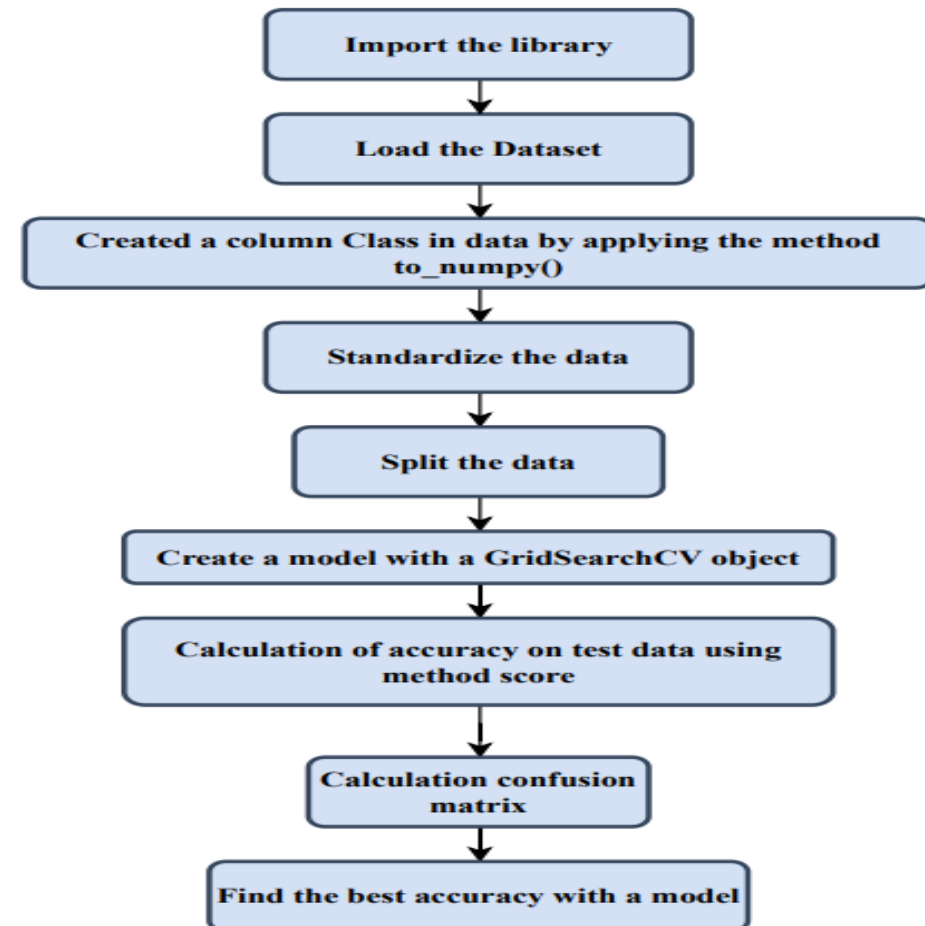 Import the library
Load the Dataset
Created a column Class in data by applying the method
to_numpy()
Standardize the data
Split the data
Create a model with a GridSearchCV object
Calculation of accuracy on test data using
method score
Calculation confusion
matrix
Find the best accuracy with a model